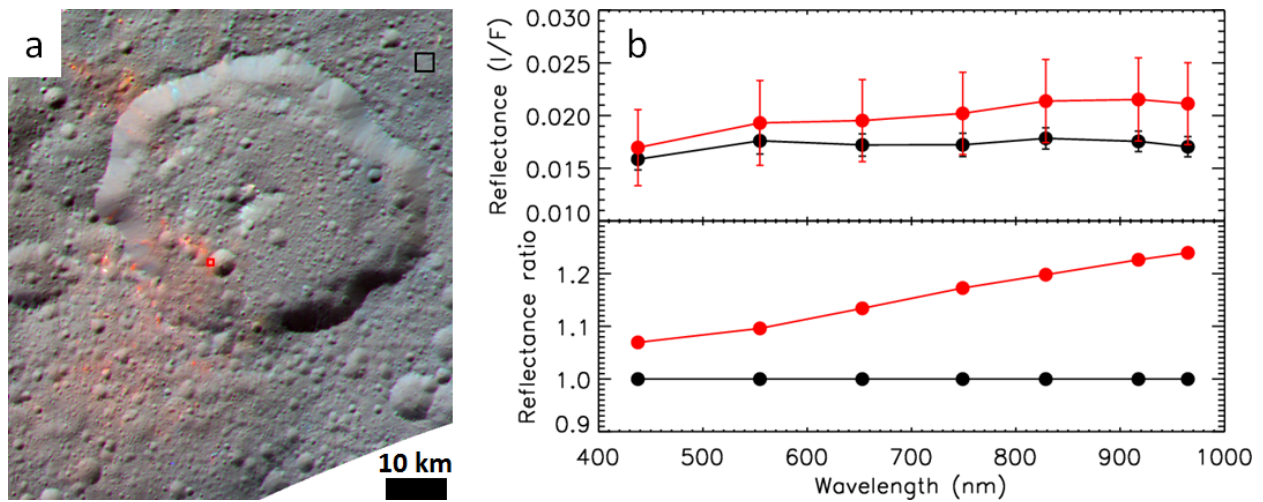 a
10 km
b
Reflectance (I/F)
0.030
0.025
0.020
0.015
0.010
Reflectance ratio
1.2
1.1
1.0
0.9
400 500 600 700 800 900 1000
Wavelength (nm)